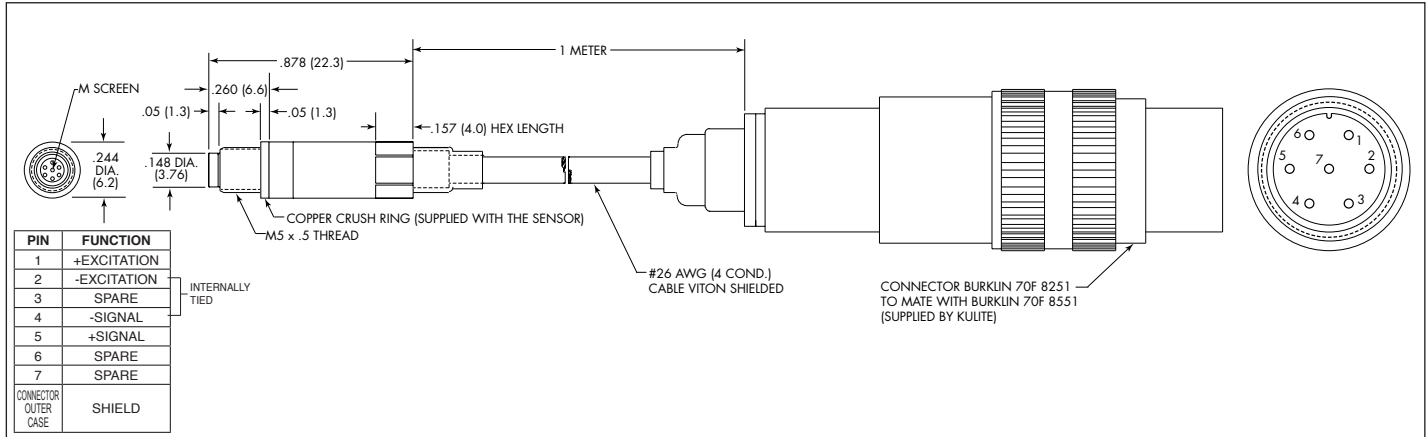 1 METER
.878 (22.3)
M SCREEN
.260 (6.6)
.05 (1.3)
.05 (1.3)
.157 (4.0) HEX LENGTH
.244
DIA.
(6.2)
.148 DIA.
(3.76)
COPPER CRUSH RING (SUPPLIED WITH THE SENSOR)
M5 x .5 THREAD
#26 AWG (4 COND.)
CABLE VITON SHIELDED
CONNECTOR BURKLIN 70F 8251
TO MATE WITH BURKLIN 70F 8551
(SUPPLIED BY KULITE)
6
1
5
7
2
4
3
PIN FUNCTION
1 +EXCITATION
2 -EXCITATION
3 SPARE
4 -SIGNAL
5 +SIGNAL
6 SPARE
7 SPARE
CONNECTOR
OUTER
CASE
SHIELD
INTERNALLY
TIED